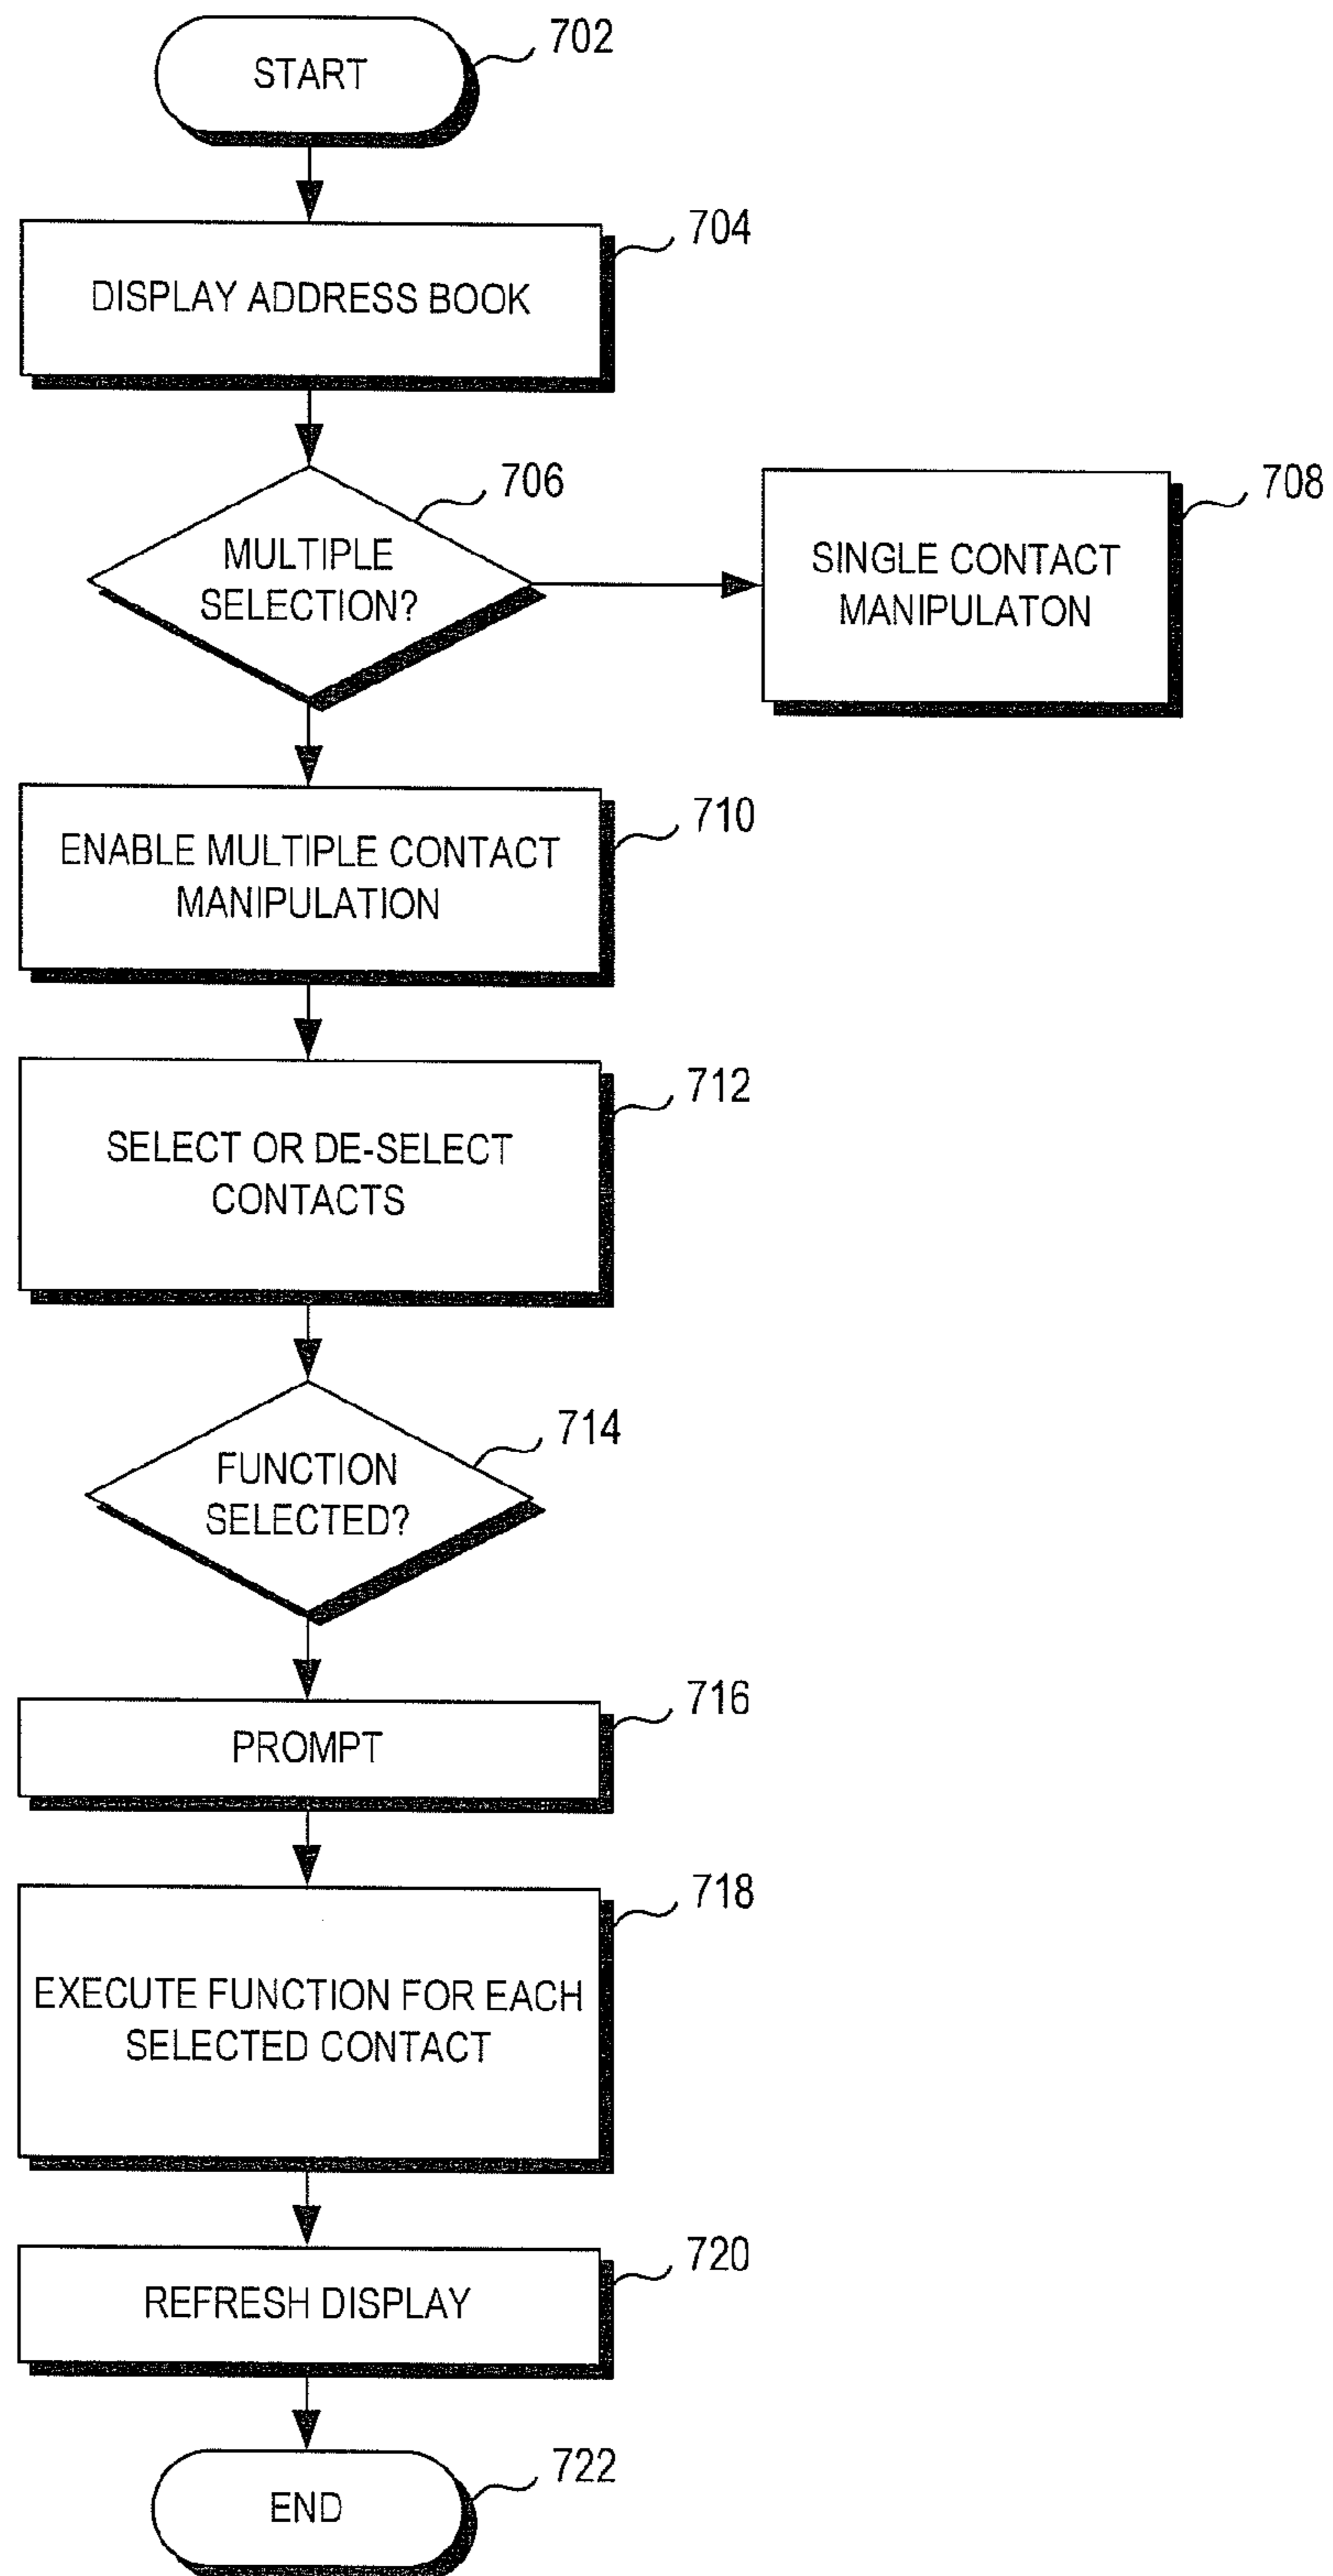 START
702
DISPLAY ADDRESS BOOK
704
MULTIPLE
SELECTION?
706
SINGLE CONTACT
MANIPULATON
708
ENABLE MULTIPLE CONTACT
MANIPULATION
710
SELECT OR DE-SELECT
CONTACTS
712
FUNCTION
SELECTED?
714
PROMPT
716
EXECUTE FUNCTION FOR EACH
SELECTED CONTACT
718
REFRESH DISPLAY
720
END
722